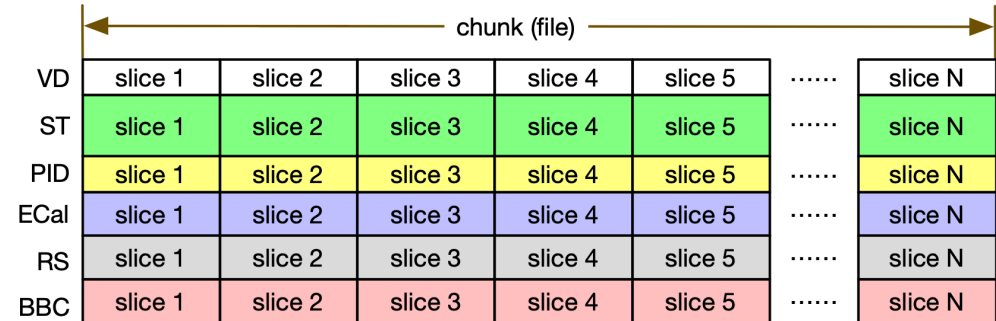 chunk (file)
VD slice 1 slice 2 slice 3 slice 4 slice 5 ...... slice N
ST slice 1 slice 2 slice 3 slice 4 slice 5 ...... slice N
PID slice 1 slice 2 slice 3 slice 4 slice 5 ...... slice N
ECal slice 1 slice 2 slice 3 slice 4 slice 5 ...... slice N
RS slice 1 slice 2 slice 3 slice 4 slice 5 ...... slice N
BBC slice 1 slice 2 slice 3 slice 4 slice 5 ...... slice N